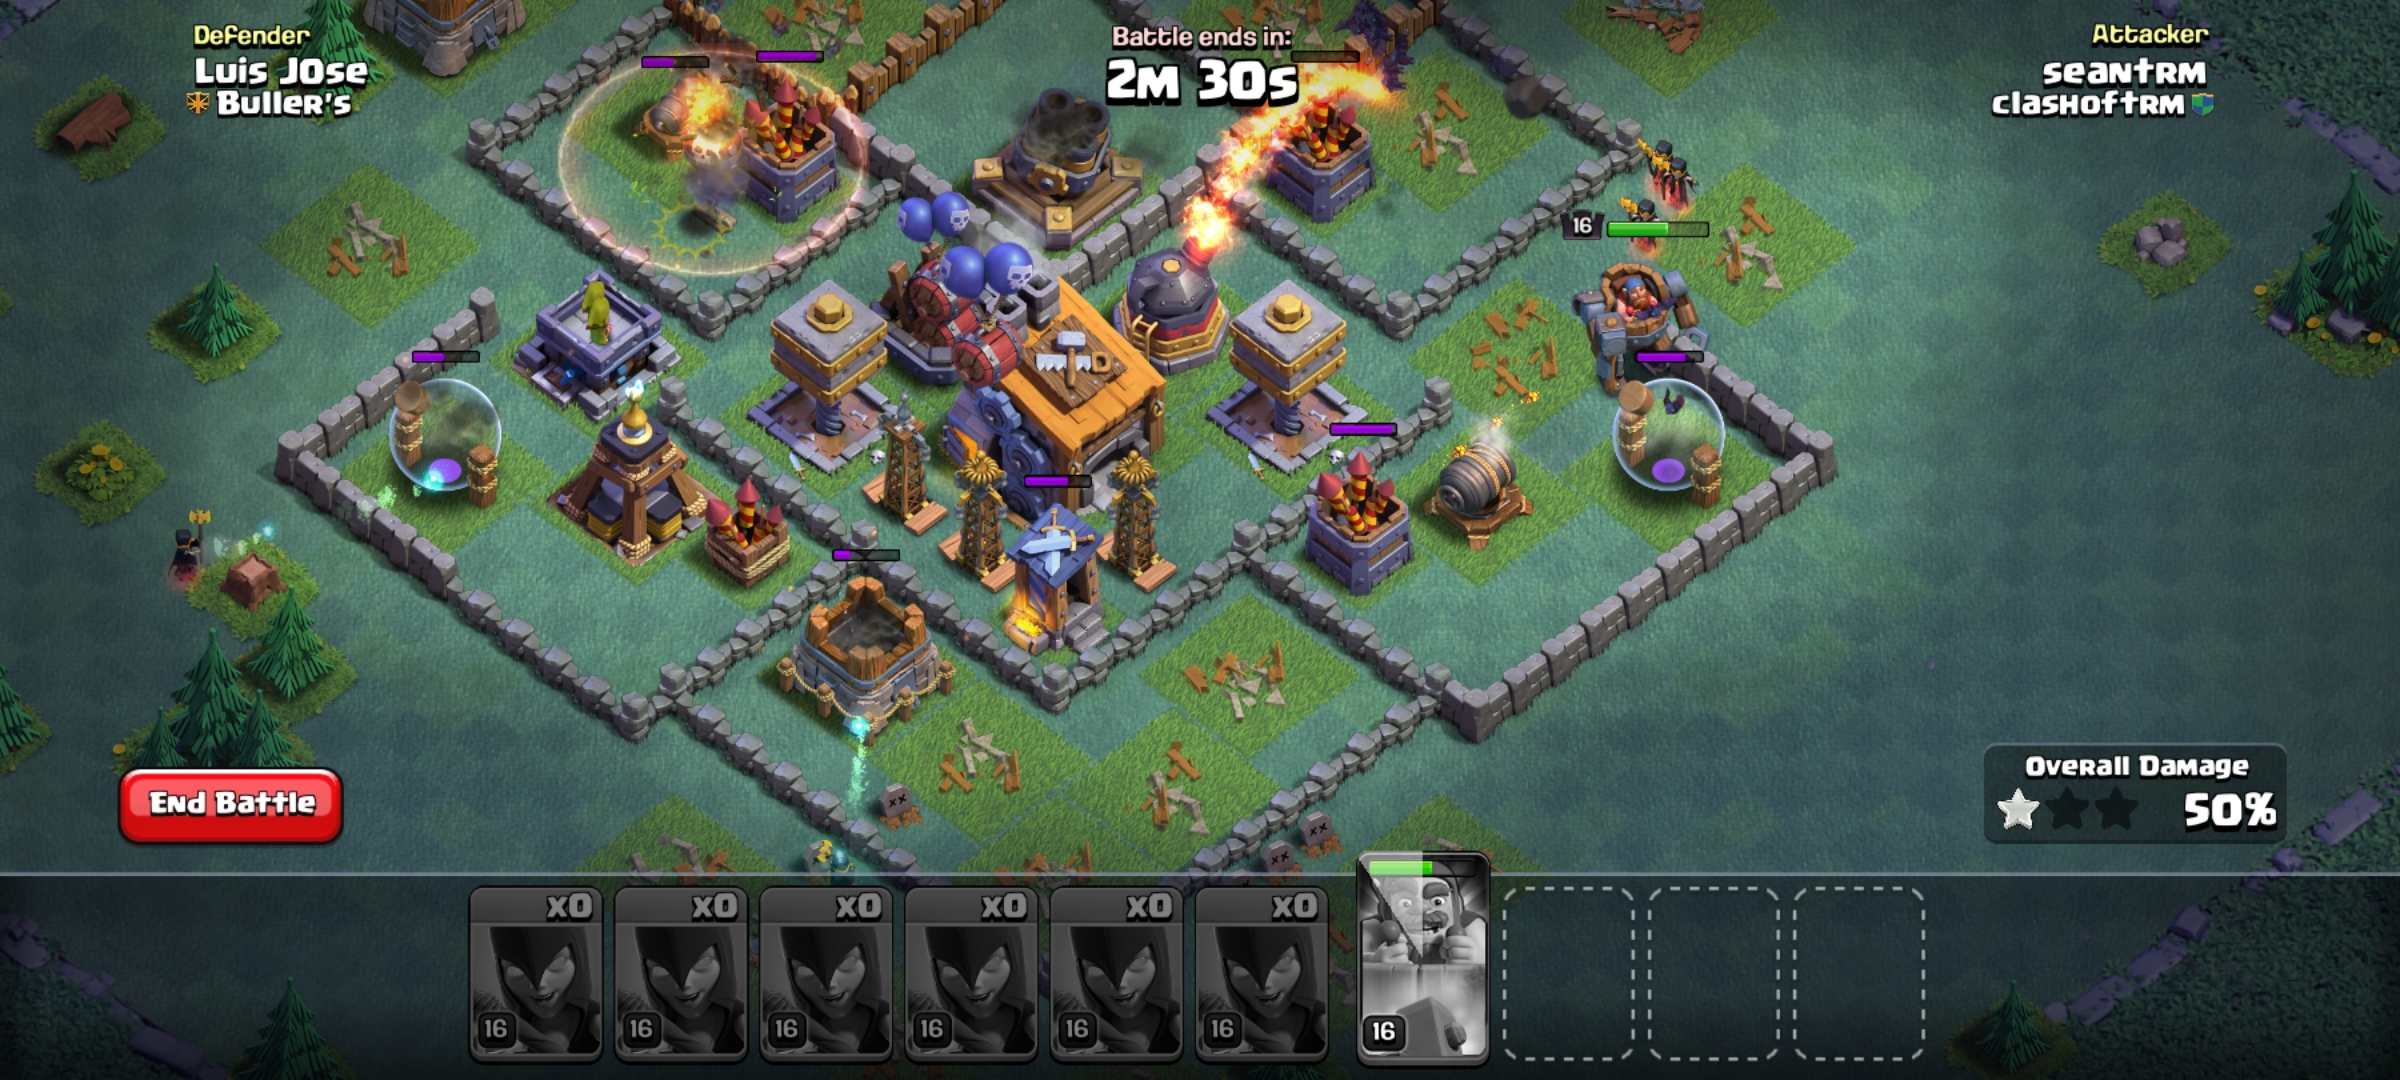 Defender
Luis JOse
Buller's
Battle ends in:
2M 30s
Attacker
seantRM
clashoftRM
16
End Battle
Overall Damage
50%
x0
x0
x0
x0
x0
x0
16
16
16
16
16
16
16